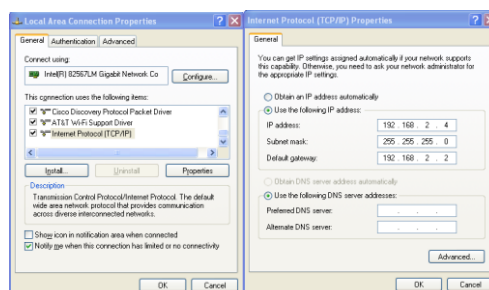 Local Area Connection Properties
General Authentication Advanced
Connect using:
Intel(R) 82567LM Gigabit Network Co
Configure...
This connection uses the following items:
Cisco Discovery Protocol Packet Driver
AT&T Wi-Fi Support Driver
Internet Protocol (TCP/IP)
Install... Uninstall Properties
Description
Transmission Control Protocol/Internet Protocol. The default
wide area network protocol that provides communication
across diverse interconnected networks.
Show icon in notification area when connected
Notify me when this connection has limited or no connectivity
OK Cancel
Internet Protocol (TCP/IP) Properties
General
You can get IP settings assigned automatically if your network supports
this capability. Otherwise, you need to ask your network administrator for
the appropriate IP settings.
Obtain an IP address automatically
Use the following IP address:
IP address: 192 . 168 . 2 . 4
Subnet mask: 255 . 255 . 255 . 0
Default gateway: 192 . 168 . 2 . 2
Obtain DNS server address automatically
Use the following DNS server addresses:
Preferred DNS server: . . .
Alternate DNS server: . . .
Advanced...
OK Cancel